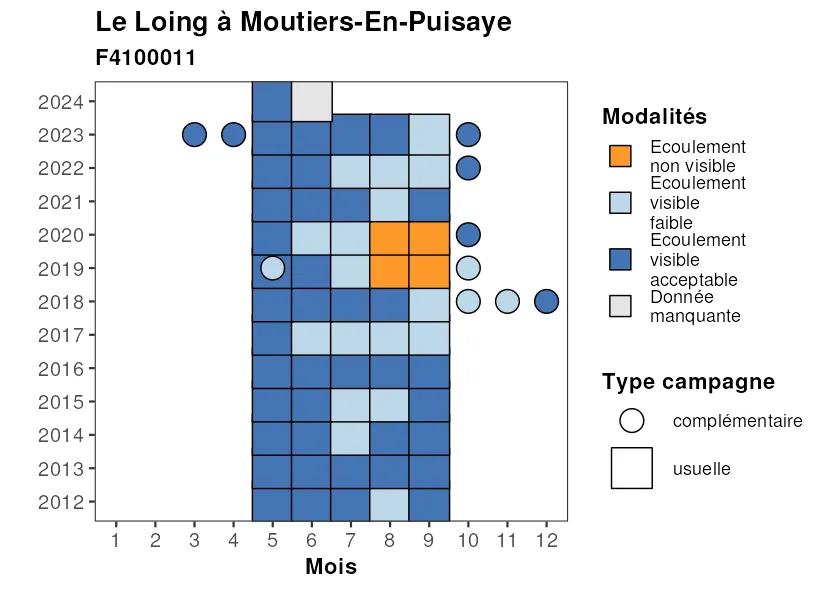 Le Loing à Moutiers-En-Puisaye
F4100011
2024
2023
2022
2021
2020
2019
2018
2017
2016
2015
2014
2013
2012
1 2 3 4 5 6 7 8 9 10 11 12
Mois
Modalités
Ecoulement
non visible
Ecoulement
visible
faible
Ecoulement
visible
acceptable
Donnée
manquante
Type campagne
complémentaire
usuelle